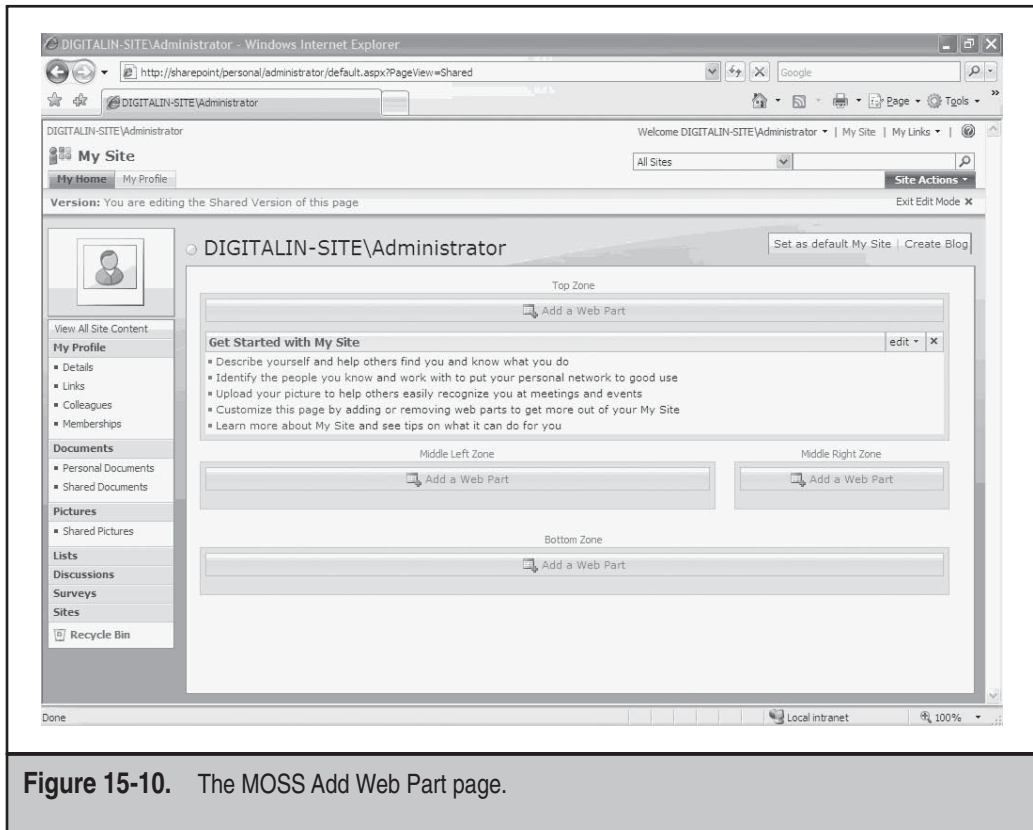 DIGITALIN-SITE\Administrator - Windows Internet Explorer
http://sharepoint/personal/administrator/default.aspx?PageView=Shared
Google
DIGITALIN-SITE\Administrator
Page
Tools
DIGITALIN-SITE\Administrator
Welcome DIGITALIN-SITE\Administrator | My Site | My Links |
My Site
All Sites
My Home My Profile
Site Actions
Version: You are editing the Shared Version of this page
Exit Edit Mode
DIGITALIN-SITE\Administrator
Set as default My Site | Create Blog
View All Site Content
My Profile
Details
Links
Colleagues
Memberships
Documents
Personal Documents
Shared Documents
Pictures
Shared Pictures
Lists
Discussions
Surveys
Sites
Recycle Bin
Top Zone
Add a Web Part
Get Started with My Site
edit
Describe yourself and help others find you and know what you do
Identify the people you know and work with to put your personal network to good use
Upload your picture to help others easily recognize you at meetings and events
Customize this page by adding or removing web parts to get more out of your My Site
Learn more about My Site and see tips on what it can do for you
Middle Left Zone
Add a Web Part
Middle Right Zone
Add a Web Part
Bottom Zone
Add a Web Part
Done
Local intranet
100%
Figure 15-10. The MOSS Add Web Part page.